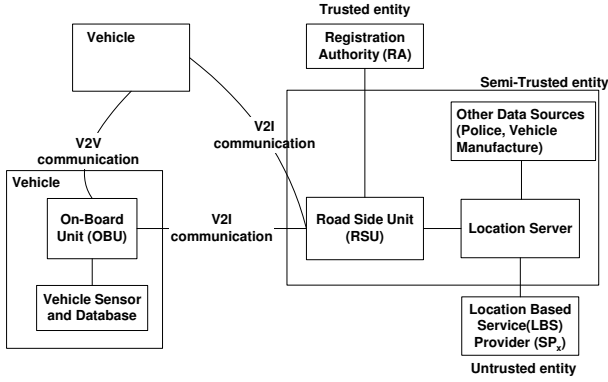 Trusted entity
Vehicle
Registration
Authority (RA)
Semi-Trusted entity
V2I
communication
Other Data Sources
(Police, Vehicle
Manufacture)
V2V
communication
Vehicle
On-Board
Unit (OBU)
V2I
communication
Road Side Unit
(RSU)
Location Server
Vehicle Sensor
and Database
Location Based
Service(LBS)
Provider (SPx)
Untrusted entity